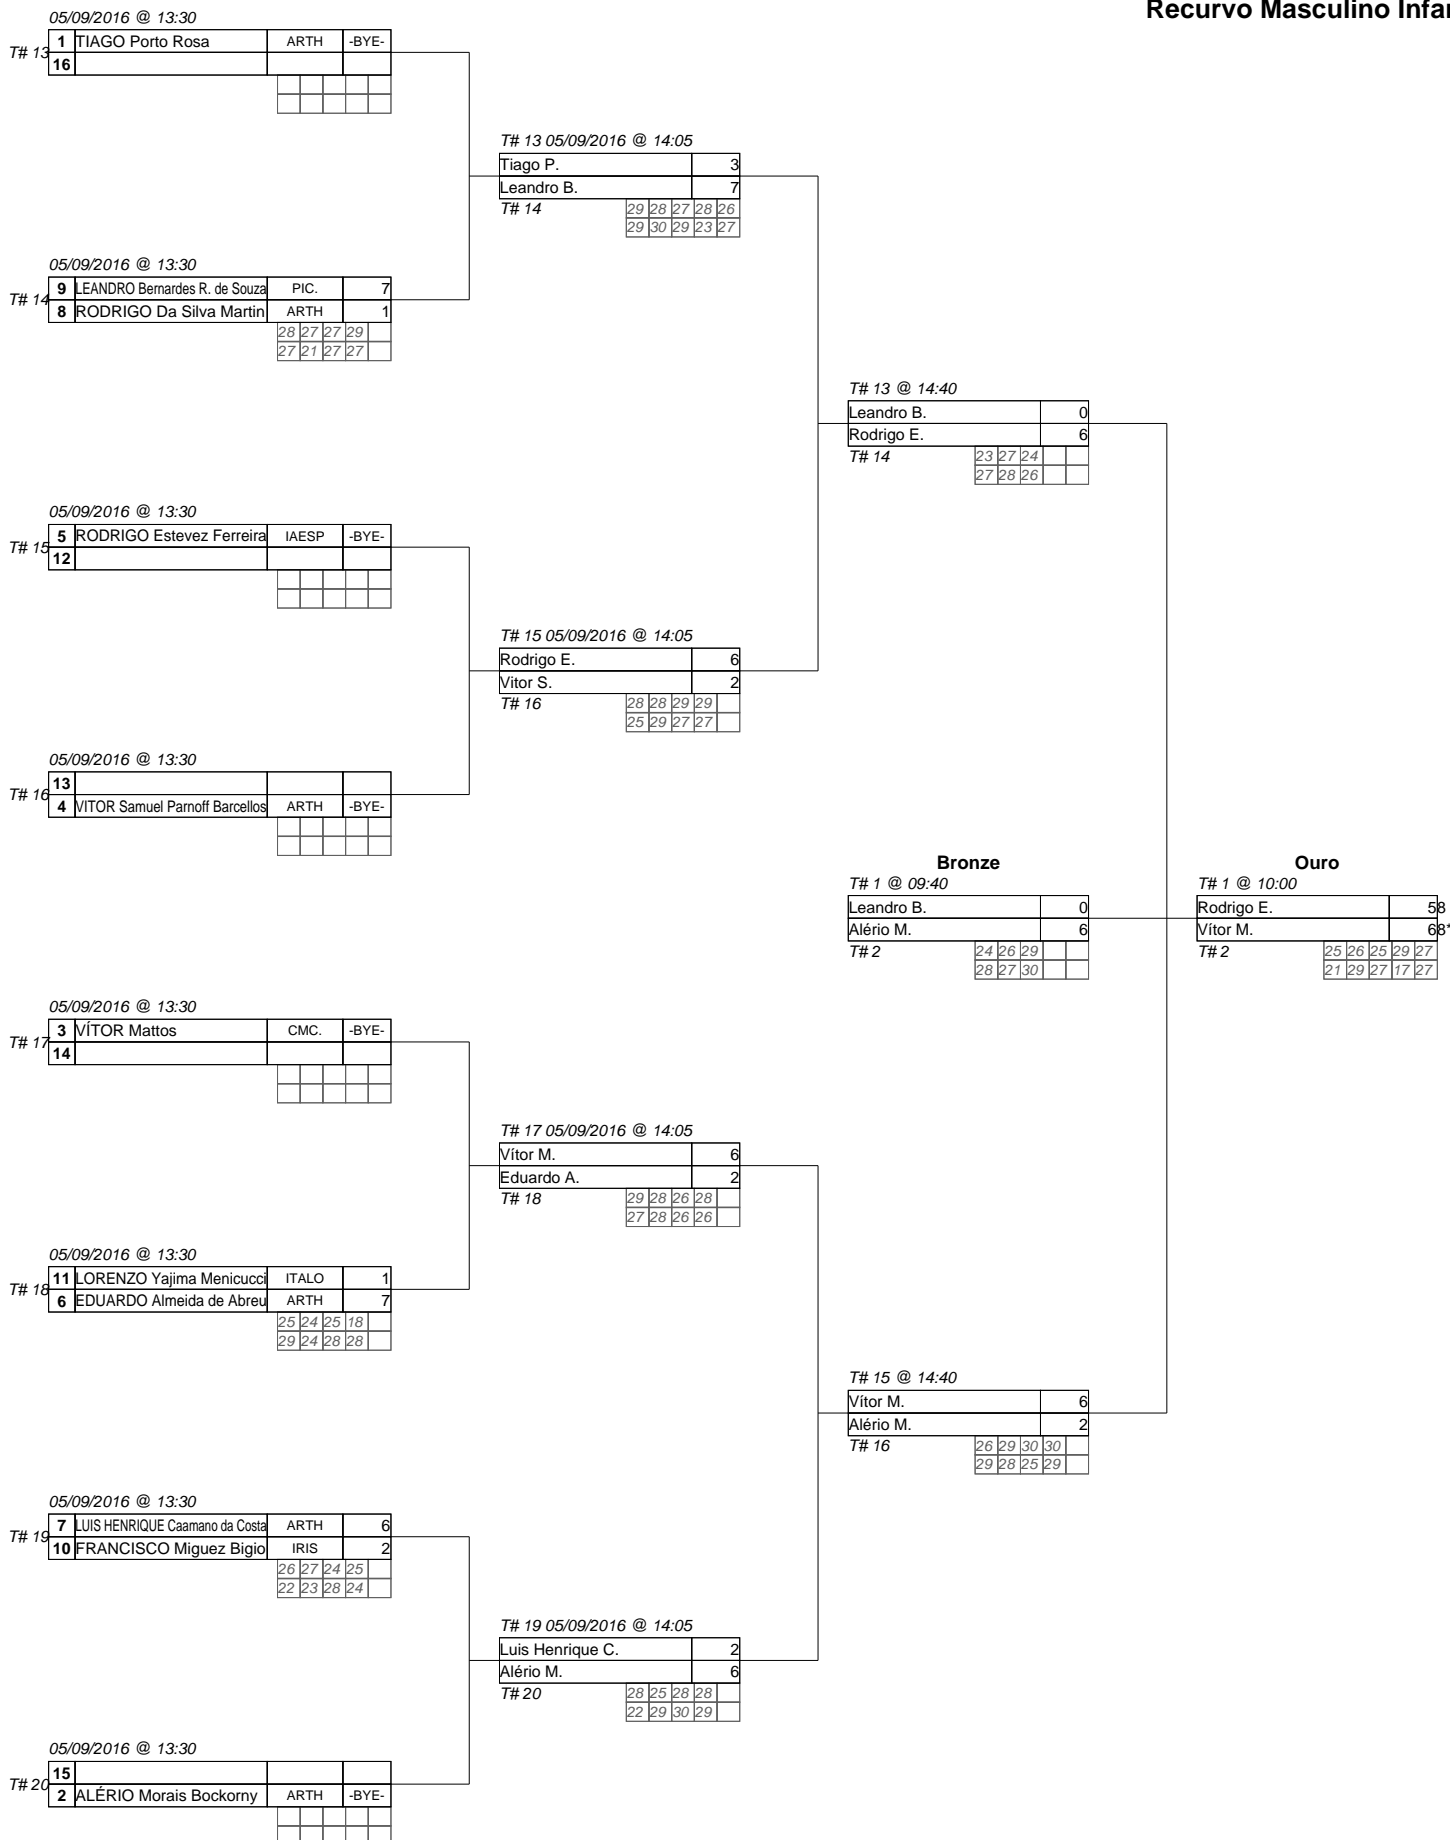 Recurvo Masculino Infa
05/09/2016 @ 13:30
T# 13
1 TIAGO Porto Rosa ARTH -BYE-
16
T# 13 05/09/2016 @ 14:05
Tiago P. 3
Leandro B. 7
T# 14 29 28 27 28 26
29 30 29 23 27
05/09/2016 @ 13:30
T# 14
9 LEANDRO Bernardes R. de Souza PIC. 7
8 RODRIGO Da Silva Martin ARTH 1
28 27 27 29
27 21 27 27
T# 13 @ 14:40
Leandro B. 0
Rodrigo E. 6
T# 14 23 27 24
27 28 26
05/09/2016 @ 13:30
T# 15
5 RODRIGO Estevez Ferreira IAESP -BYE-
12
T# 15 05/09/2016 @ 14:05
Rodrigo E. 6
Vitor S. 2
T# 16 28 28 29 29
25 29 27 27
05/09/2016 @ 13:30
T# 16
13
4 VITOR Samuel Parnoff Barcellos ARTH -BYE-
Bronze
T# 1 @ 09:40
Leandro B. 0
Alério M. 6
T# 2 24 26 29
28 27 30
Ouro
T# 1 @ 10:00
Rodrigo E. 58
Vítor M. 68*
T# 2 25 26 25 29 27
21 29 27 17 27
05/09/2016 @ 13:30
T# 17
3 VÍTOR Mattos CMC. -BYE-
14
T# 17 05/09/2016 @ 14:05
Vítor M. 6
Eduardo A. 2
T# 18 29 28 26 28
27 28 26 26
05/09/2016 @ 13:30
T# 18
11 LORENZO Yajima Menicucci ITALO 1
6 EDUARDO Almeida de Abreu ARTH 7
25 24 25 18
29 24 28 28
T# 15 @ 14:40
Vítor M. 6
Alério M. 2
T# 16 26 29 30 30
29 28 25 29
05/09/2016 @ 13:30
T# 19
7 LUIS HENRIQUE Caamano da Costa ARTH 6
10 FRANCISCO Miguez Bigio IRIS 2
26 27 24 25
22 23 28 24
T# 19 05/09/2016 @ 14:05
Luis Henrique C. 2
Alério M. 6
T# 20 28 25 28 28
22 29 30 29
05/09/2016 @ 13:30
T# 20
15
2 ALÉRIO Morais Bockorny ARTH -BYE-